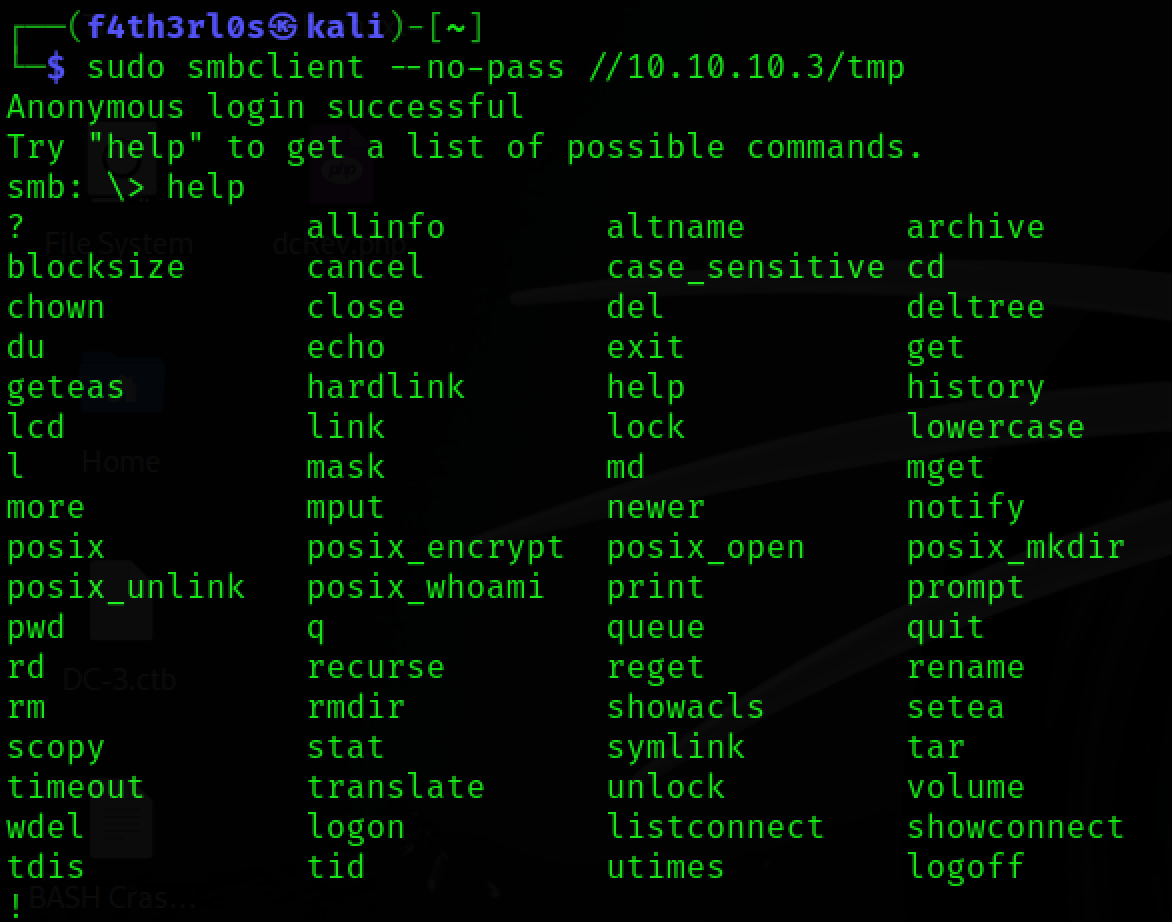 ┌──(f4th3rl0s㉿kali)-[~]
└─$ sudo smbclient --no-pass //10.10.10.3/tmp
Anonymous login successful
Try "help" to get a list of possible commands.
smb: \> help
? allinfo altname archive
blocksize cancel case_sensitive cd
chown close del deltree
du echo exit get
geteas hardlink help history
lcd link lock lowercase
l mask md mget
more mput newer notify
posix posix_encrypt posix_open posix_mkdir
posix_unlink posix_whoami print prompt
pwd q queue quit
rd recurse reget rename
rm rmdir showacls setea
scopy stat symlink tar
timeout translate unlock volume
wdel logon listconnect showconnect
tdis tid utimes logoff
!
File System
Home
DC-3.ctb
BASH Cras...